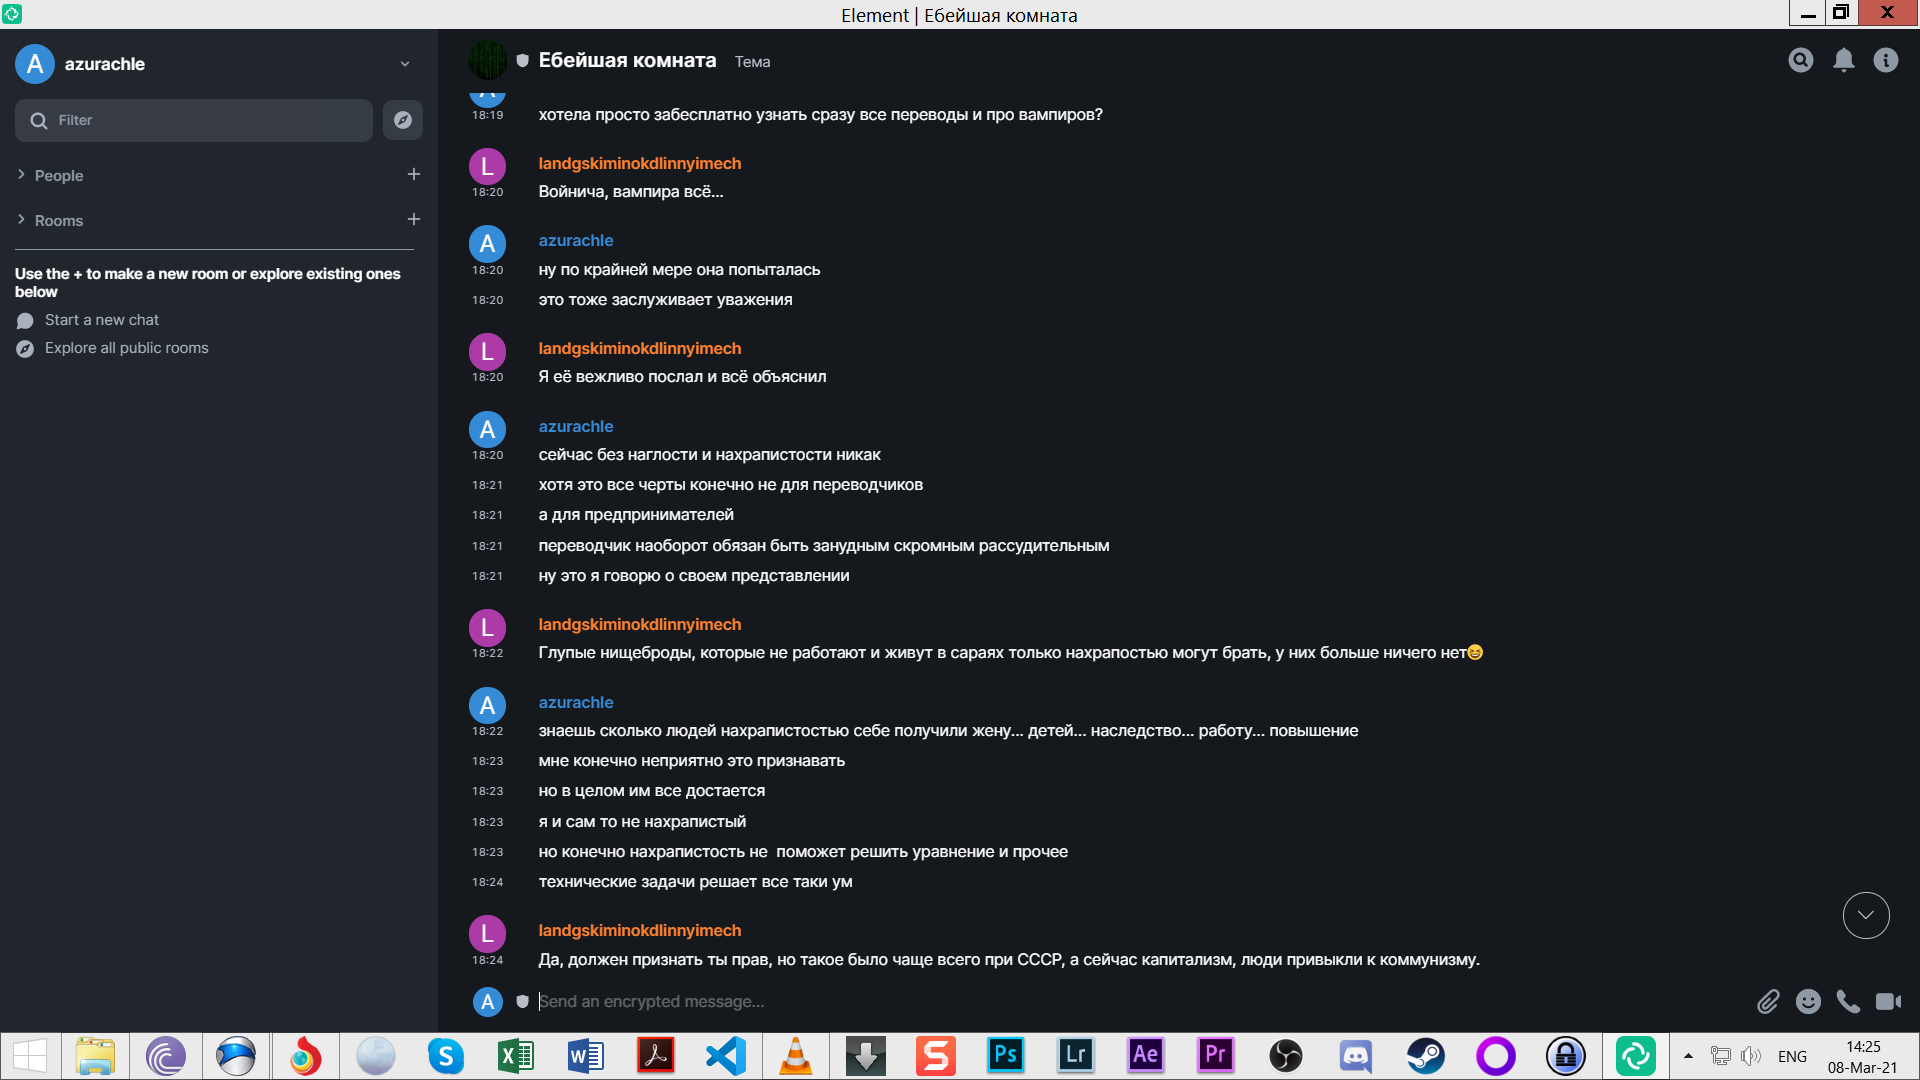 Element | Ебейшая комната
A azurachle
Filter
People
Rooms
Use the + to make a new room or explore existing ones
below
Start a new chat
Explore all public rooms
Ебейшая комната Тема
18:19 хотела просто забесплатно узнать сразу все переводы и про вампиров?
L landgskiminokdlinnyimech
18:20 Войнича, вампира всё...
A azurachle
18:20 ну по крайней мере она попыталась
18:20 это тоже заслуживает уважения
L landgskiminokdlinnyimech
18:20 Я её вежливо послал и всё объяснил
A azurachle
18:20 сейчас без наглости и нахрапистости никак
18:21 хотя это все черты конечно не для переводчиков
18:21 а для предпринимателей
18:21 переводчик наоборот обязан быть занудным скромным рассудительным
18:21 ну это я говорю о своем представлении
L landgskiminokdlinnyimech
18:22 Глупые нищеброды, которые не работают и живут в сараях только нахрапостью могут брать, у них больше ничего нет😆
A azurachle
18:22 знаешь сколько людей нахрапистостью себе получили жену... детей... наследство... работу... повышение
18:23 мне конечно неприятно это признавать
18:23 но в целом им все достается
18:23 я и сам то не нахрапистый
18:23 но конечно нахрапистость не  поможет решить уравнение и прочее
18:24 технические задачи решает все таки ум
L landgskiminokdlinnyimech
18:24 Да, должен признать ты прав, но такое было чаще всего при СССР, а сейчас капитализм, люди привыкли к коммунизму.
A Send an encrypted message...
S Ps Lr Ae Pr
ENG
14:25
08-Mar-21